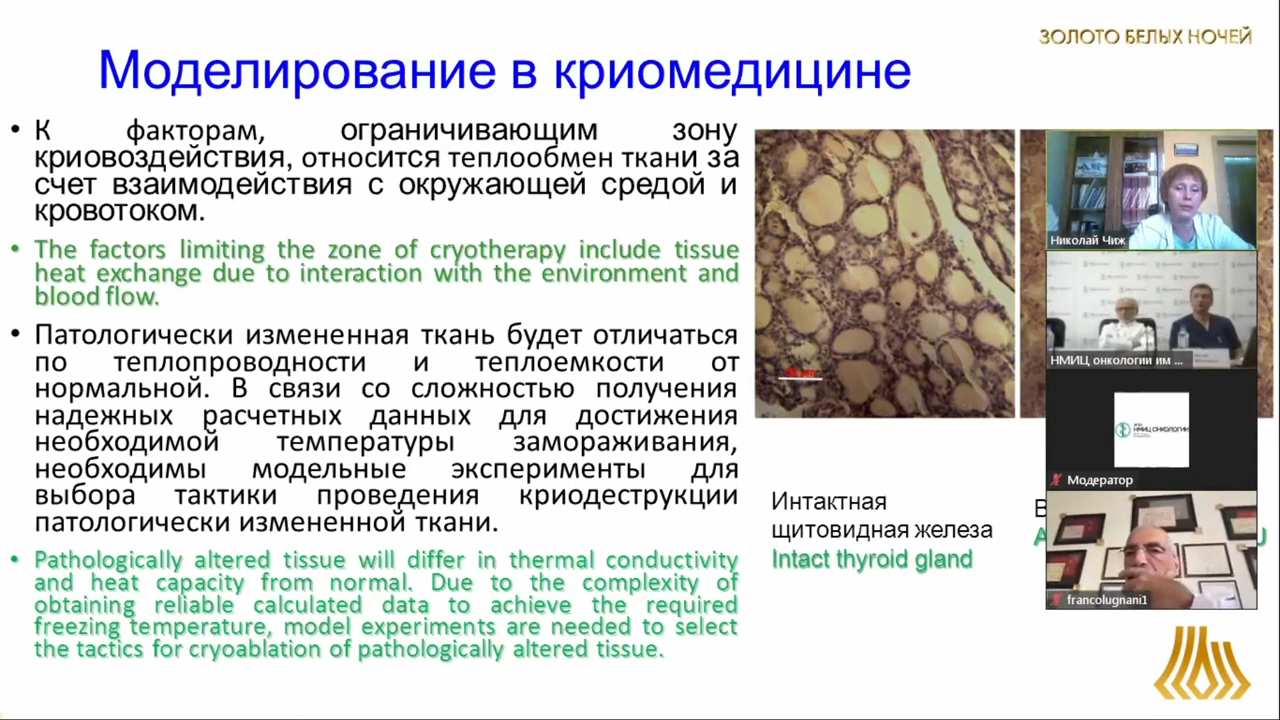 ЗОЛОТО БЕЛЫХ НОЧЕЙ
Моделирование в криомедицине
• К факторам, ограничивающим зону
криовоздействия, относится теплообмен ткани за
счет взаимодействия с окружающей средой и
кровотоком.
• The factors limiting the zone of cryotherapy include tissue
heat exchange due to interaction with the environment and
blood flow.
• Патологически измененная ткань будет отличаться
по теплопроводности и теплоемкости от
нормальной. В связи со сложностью получения
надежных расчетных данных для достижения
необходимой температуры замораживания,
необходимы модельные эксперименты для
выбора тактики проведения криодеструкции
патологически измененной ткани.
• Pathologically altered tissue will differ in thermal conductivity
and heat capacity from normal. Due to the complexity of
obtaining reliable calculated data to achieve the required
freezing temperature, model experiments are needed to select
the tactics for cryoablation of pathologically altered tissue.
Интактная
щитовидная железа
Intact thyroid gland
Николай Чиж
НМИЦ онкологии им ...
НМИЦ ОНКОЛОГИИ
Модератор
francolugnani1